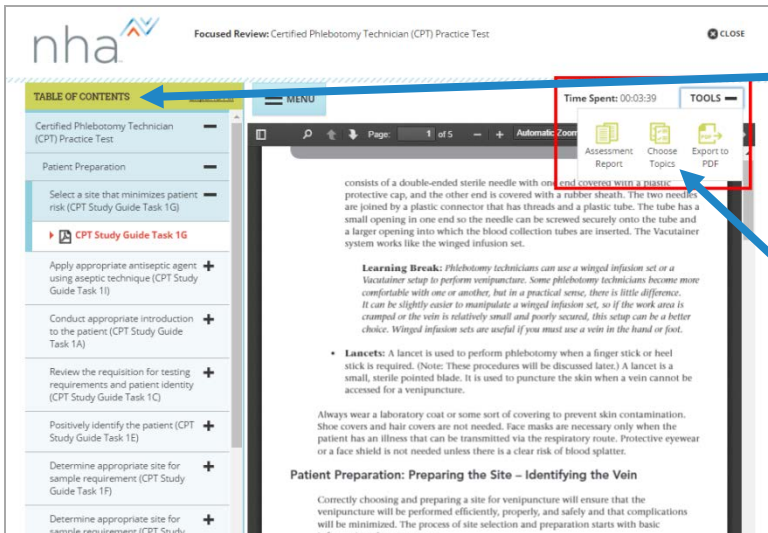 nha
Focused Review: Certified Phlebotomy Technician (CPT) Practice Test
CLOSE
TABLE OF CONTENTS
MENU
Time Spent: 00:03:39
TOOLS
Certified Phlebotomy Technician
(CPT) Practice Test
Patient Preparation
Select a site that minimizes patient
risk (CPT Study Guide Task 1G)
CPT Study Guide Task 1G
Apply appropriate antiseptic agent
using aseptic technique (CPT Study
Guide Task 1I)
Conduct appropriate introduction
to the patient (CPT Study Guide
Task 1A)
Review the requisition for testing
requirements and patient identity
(CPT Study Guide Task 1C)
Positively identify the patient (CPT
Study Guide Task 1E)
Determine appropriate site for
sample requirement (CPT Study
Guide Task 1F)
Determine appropriate site for
sample requirement (CPT Study
Page: 1 of 5
Automatic Zoom
Assessment
Report
Choose
Topics
Export to
PDF
consists of a double-ended sterile needle with one end covered with a plastic
protective cap, and the other end is covered with a rubber sheath. The two needles
are joined by a plastic connector that has threads and a plastic tube. The tube has a
small opening in one end so the needle can be screwed securely onto the tube and
a larger opening into which the blood collection tubes are inserted. The Vacutainer
system works like the winged infusion set.
Learning Break: Phlebotomy technicians can use a winged infusion set or a
Vacutainer setup to perform venipuncture. Some phlebotomy technicians become more
comfortable with one or another, but in a practical sense, there is little difference.
It can be slightly easier to manipulate a winged infusion set, so if the work area is
cramped or the vein is relatively small and poorly secured, this setup can be a better
choice. Winged infusion sets are useful if you must use a vein in the hand or foot.
• Lancets: A lancet is used to perform phlebotomy when a finger stick or heel
stick is required. (Note: These procedures will be discussed later.) A lancet is a
small, sterile pointed blade. It is used to puncture the skin when a vein cannot be
accessed for a venipuncture.
Always wear a laboratory coat or some sort of covering to prevent skin contamination.
Shoe covers and hair covers are not needed. Face masks are necessary only when the
patient has an illness that can be transmitted via the respiratory route. Protective eyewear
or a face shield is not needed unless there is a clear risk of blood splatter.
Patient Preparation: Preparing the Site – Identifying the Vein
Correctly choosing and preparing a site for venipuncture will ensure that the
venipuncture will be performed efficiently, properly, and safely and that complications
will be minimized. The process of site selection and preparation starts with basic